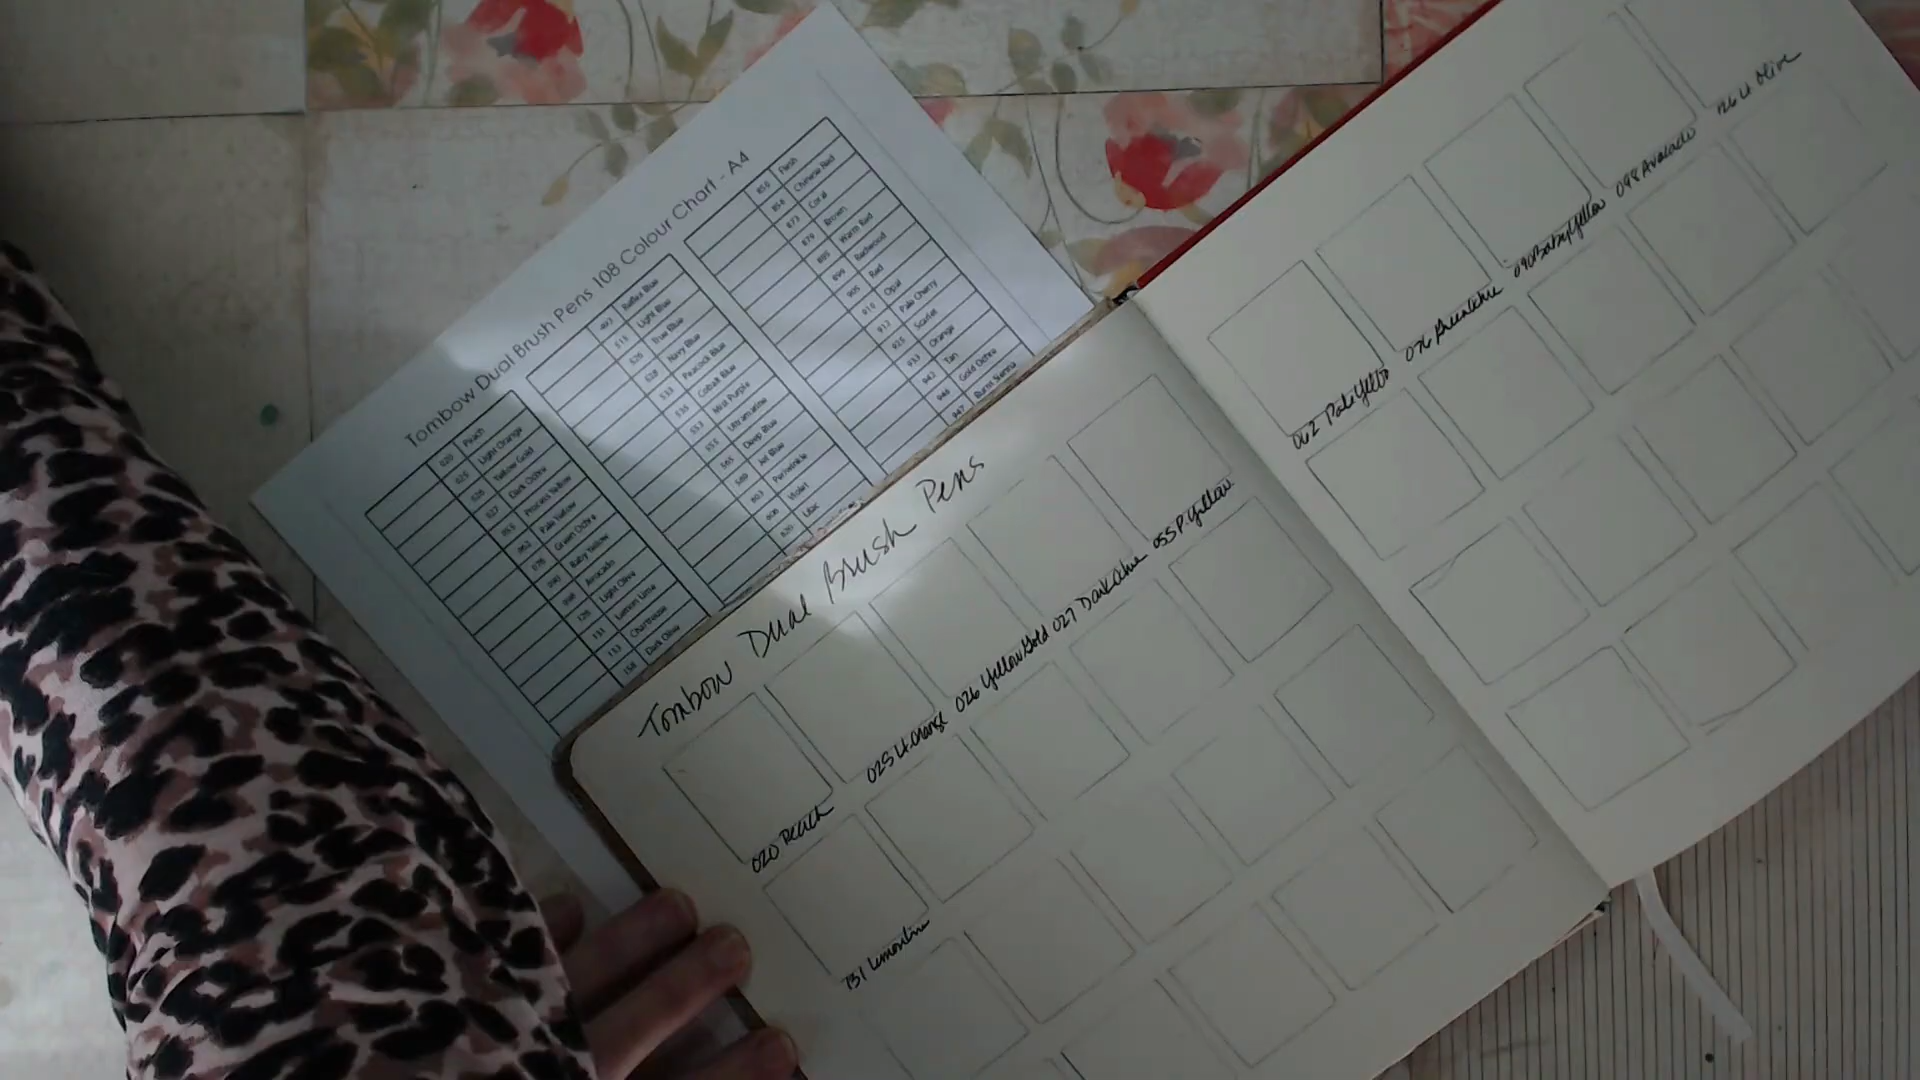 Tombow Dual Brush Pens 108 Colour Chart - A4
020 Peach
025 Light Orange
026 Yellow Gold
027 Dark Ochre
055 Process Yellow
062 Pale Yellow
076 Green Ochre
090 Baby Yellow
098 Avocado
126 Light Olive
131 Lemon Lime
133 Chartreuse
158 Dark Olive
493 Reflex Blue
515 Light Blue
526 True Blue
528 Navy Blue
533 Peacock Blue
535 Cobalt Blue
553 Mist Purple
555 Ultramarine
565 Deep Blue
569 Jet Blue
603 Periwinkle
606 Violet
620 Lilac
850 Flesh
856 Chinese Red
873 Coral
879 Brown
885 Warm Red
899 Redwood
905 Red
910 Opal
912 Pale Cherry
925 Scarlet
933 Orange
942 Tan
946 Gold Ochre
947 Burnt Sienna
Tombow Dual Brush Pens
020 Peach
025 Lt. Orange
026 Yellow Gold
027
055 P. Yellow
131
062 Pale Yello
076
090 Baby Yellow
098 Avocado
126 Lt Olive